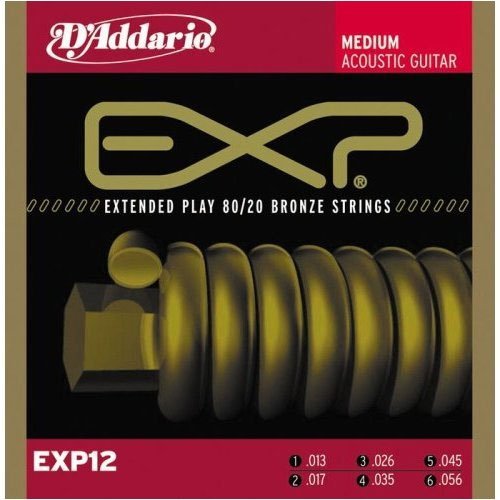 D'Addario®
MEDIUM
ACOUSTIC GUITAR
EXP®
EXTENDED PLAY 80/20 BRONZE STRINGS
EXP12
1 .013 3 .026 5 .045
2 .017 4 .035 6 .056